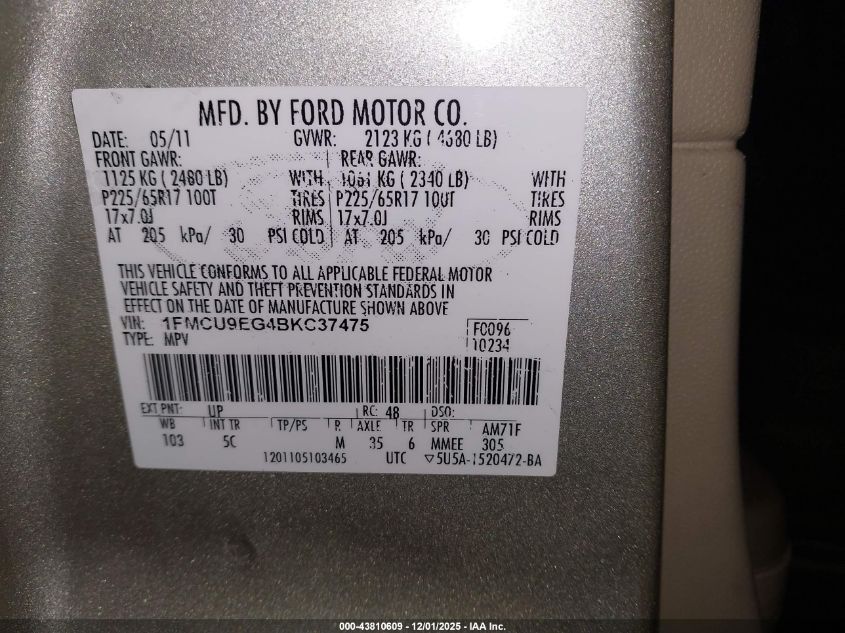 MFD. BY FORD MOTOR CO.
DATE: 05/11 GVWR: 2123 KG ( 4680 LB)
FRONT GAWR: REAR GAWR:
1125 KG ( 2480 LB) WITH 1061 KG ( 2340 LB) WITH
P225/65R17 100T TIRES P225/65R17 100T TIRES
17x7.0J RIMS 17x7.0J RIMS
AT 205 kPa/ 30 PSI COLD AT 205 kPa/ 30 PSI COLD
THIS VEHICLE CONFORMS TO ALL APPLICABLE FEDERAL MOTOR
VEHICLE SAFETY AND THEFT PREVENTION STANDARDS IN
EFFECT ON THE DATE OF MANUFACTURE SHOWN ABOVE
VIN: 1FMCU9EG4BKC37475 F0096
TYPE: MPV 10234
EXT PNT: UP RC: 48 DSO:
WB INT TR TP/PS R AXLE TR SPR AM71F
103 5C M 35 6 MMEE 305
1201105103465 UTC ▽5U5A-1520472-BA
000-43810609 - 12/01/2025 - IAA Inc.